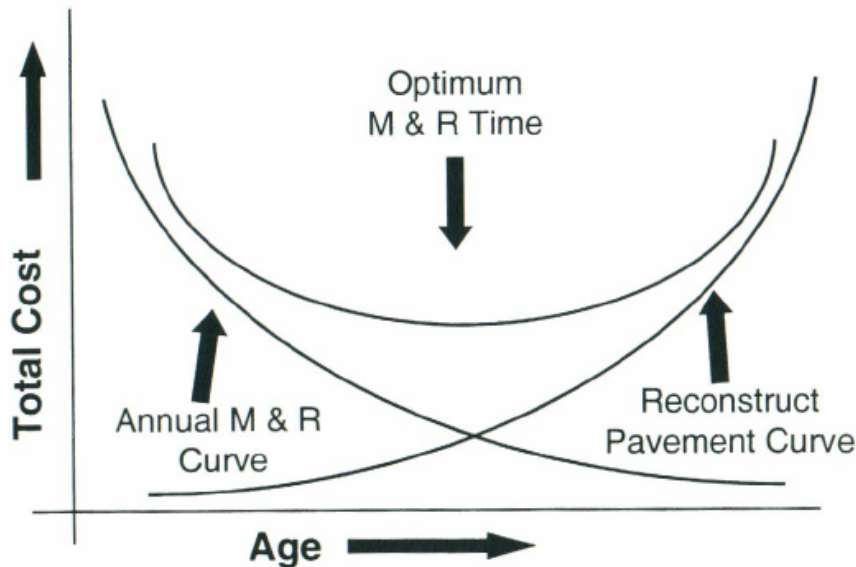 Optimum
M & R Time
Total Cost
Annual M & R
Curve
Reconstruct
Pavement Curve
Age